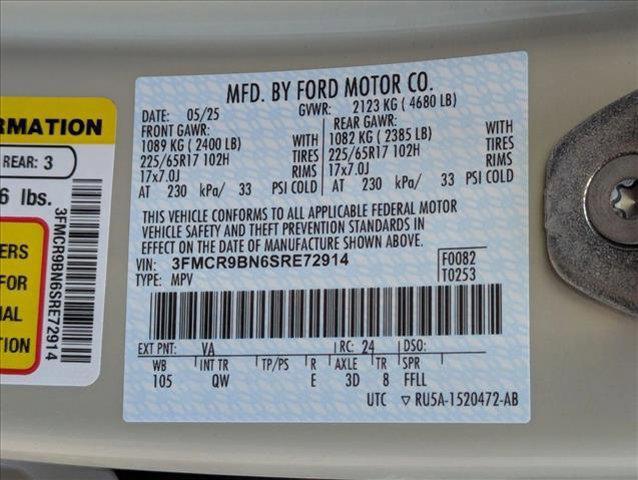 MFD. BY FORD MOTOR CO.
DATE: 05/25 GVWR: 2123 KG ( 4680 LB)
FRONT GAWR: REAR GAWR:
1089 KG ( 2400 LB) WITH 1082 KG ( 2385 LB) WITH
225/65R17 102H TIRES 225/65R17 102H TIRES
17x7.0J RIMS 17x7.0J RIMS
AT 230 kPa/ 33 PSI COLD AT 230 kPa/ 33 PSI COLD
THIS VEHICLE CONFORMS TO ALL APPLICABLE FEDERAL MOTOR
VEHICLE SAFETY AND THEFT PREVENTION STANDARDS IN
EFFECT ON THE DATE OF MANUFACTURE SHOWN ABOVE.
VIN: 3FMCR9BN6SRE72914 F0082
TYPE: MPV T0253
EXT PNT: VA RC: 24 DSO:
WB INT TR TP/PS R AXLE TR SPR
105 QW E 3D 8 FFLL
UTC ▽ RU5A-1520472-AB
RMATION
REAR: 3
6 lbs.
ERS
FOR
AL
TION
3FMCR9BN6SRE72914